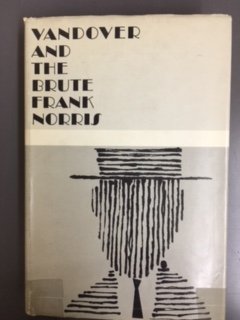 VANDOVER
AND
THE
BRUTE
FRANK
NORRIS